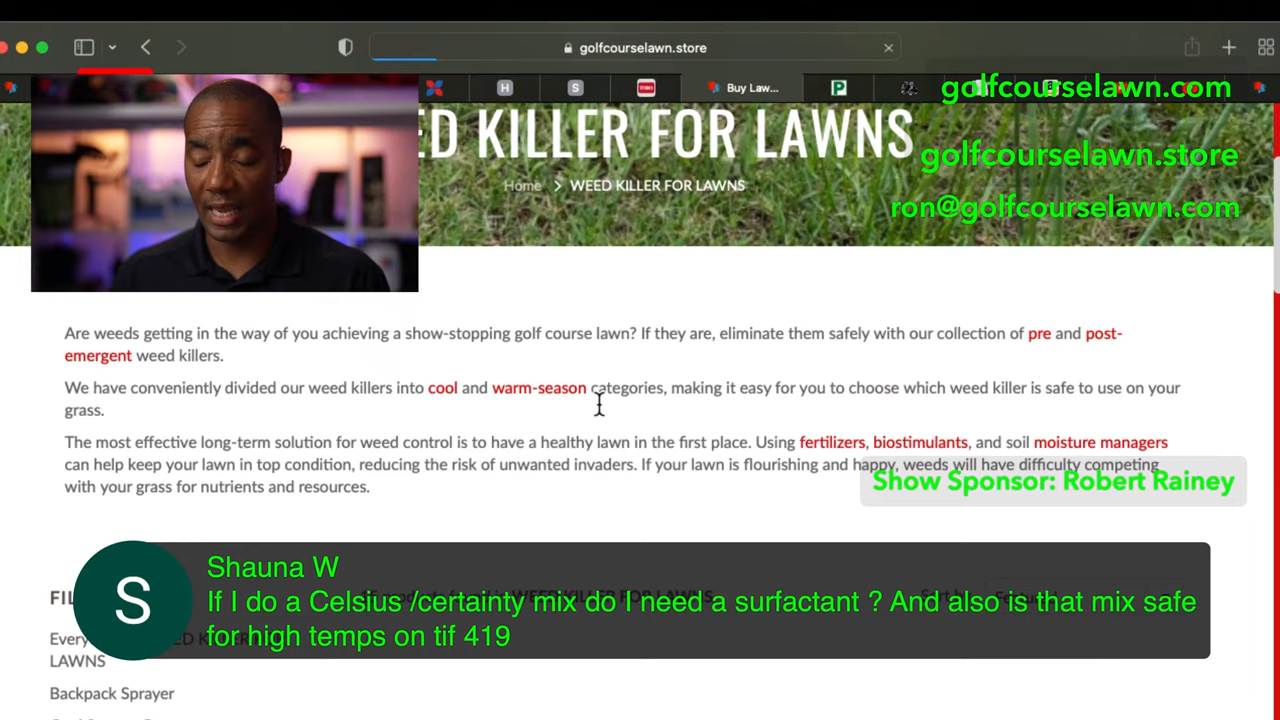 golfcourselawn.store
H
S
Buy Law...
P
golfcourselawn.com
ED KILLER FOR LAWNS
golfcourselawn.store
Home > WEED KILLER FOR LAWNS
ron@golfcourselawn.com
Are weeds getting in the way of you achieving a show-stopping golf course lawn? If they are, eliminate them safely with our collection of pre and post-
emergent weed killers.
We have conveniently divided our weed killers into cool and warm-season categories, making it easy for you to choose which weed killer is safe to use on your
grass.
The most effective long-term solution for weed control is to have a healthy lawn in the first place. Using fertilizers, biostimulants, and soil moisture managers
can help keep your lawn in top condition, reducing the risk of unwanted invaders. If your lawn is flourishing and happy, weeds will have difficulty competing
with your grass for nutrients and resources.
Show Sponsor: Robert Rainey
S
Shauna W
If I do a Celsius /certainty mix do I need a surfactant ? And also is that mix safe
for high temps on tif 419
FIL
Every
LAWNS
Backpack Sprayer